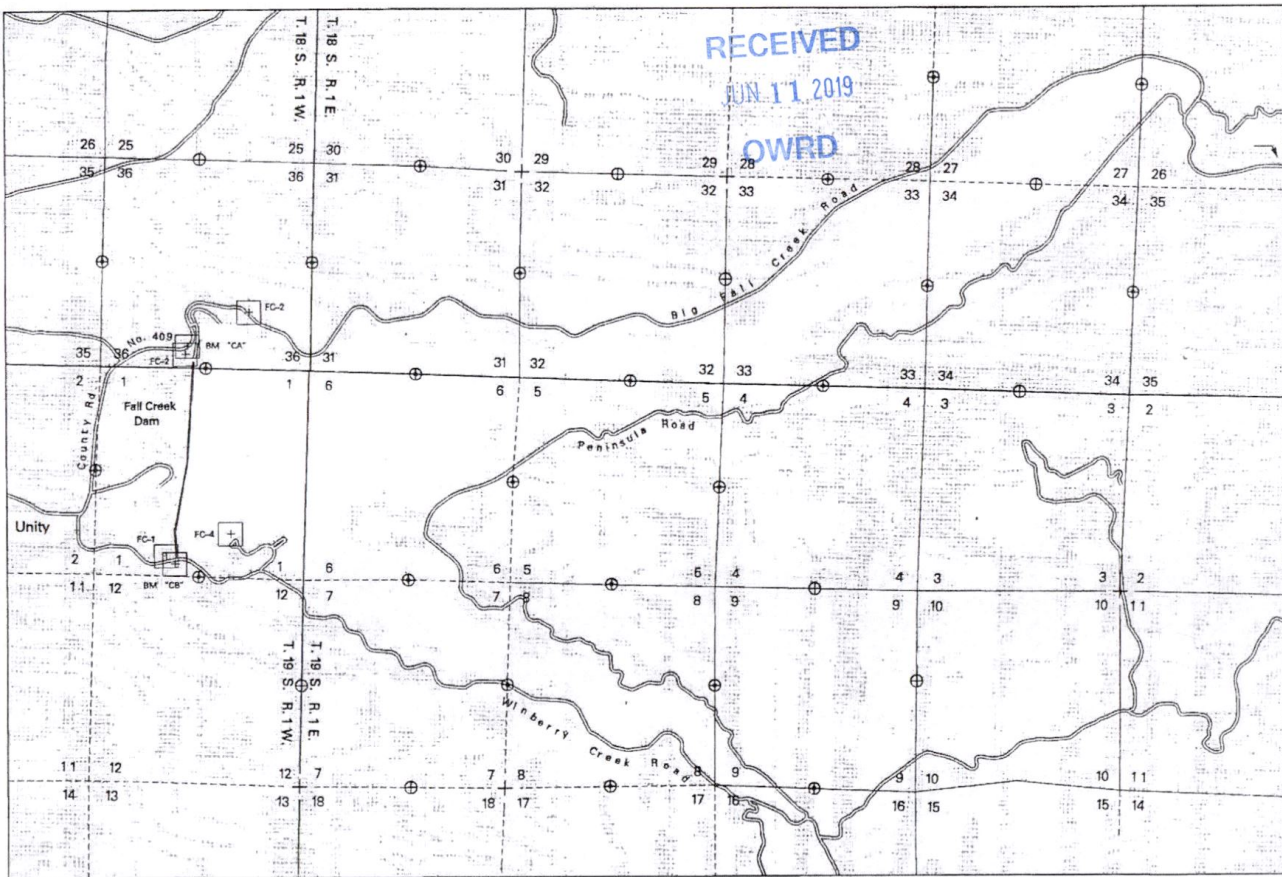 T. 18 S. R. 1 W.
T. 18 S. R. 1 E.
RECEIVED
JUN 11 2019
OWRD
26 25
35 36
25 30
36 31
30 29
31 32
29 28
32 33
28 27
33 34
27 26
34 35
Big Fall Creek Road
FC-2
No. 409
BM "CA"
FC-2
35 36
2 1
36 31
1 6
31 32
6 5
32 33
5 4
33 34
4 3
34 35
3 2
County Rd
Fall Creek
Dam
Peninsula Road
Unity
FC-1
FC-4
BM "CB"
2 1
11 12
1 6
12 7
6 5
7 8
5 4
8 9
4 3
9 10
3 2
10 11
T. 19 S. R. 1 W.
T. 19 S. R. 1 E.
Winberry Creek Road
11 12
14 13
12 7
13 18
7 8
18 17
8 9
17 16
9 10
16 15
10 11
15 14